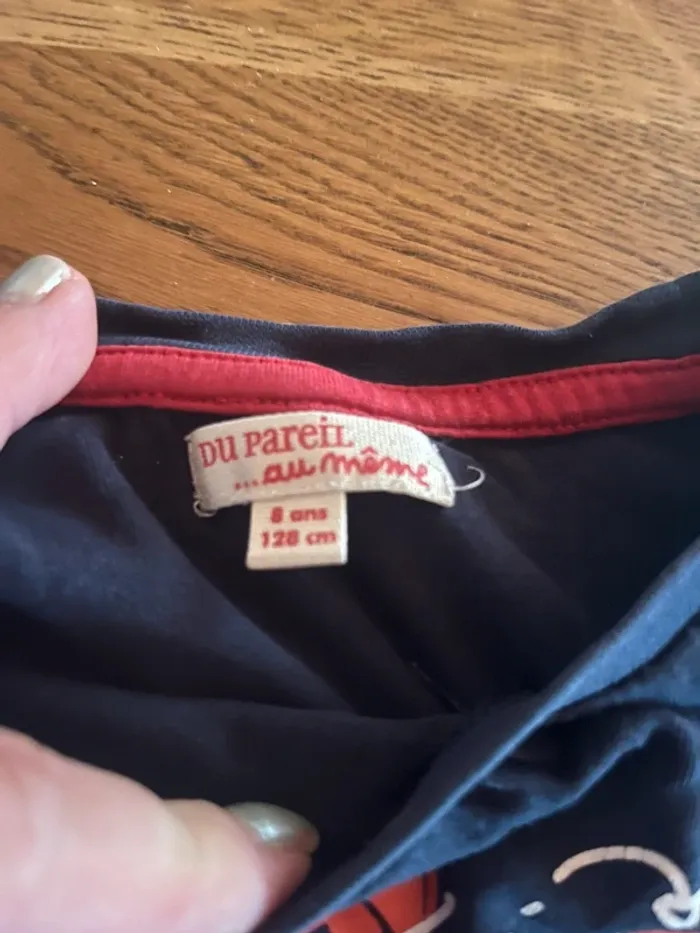 DU PAREIL
...au même
8 ans
128 cm